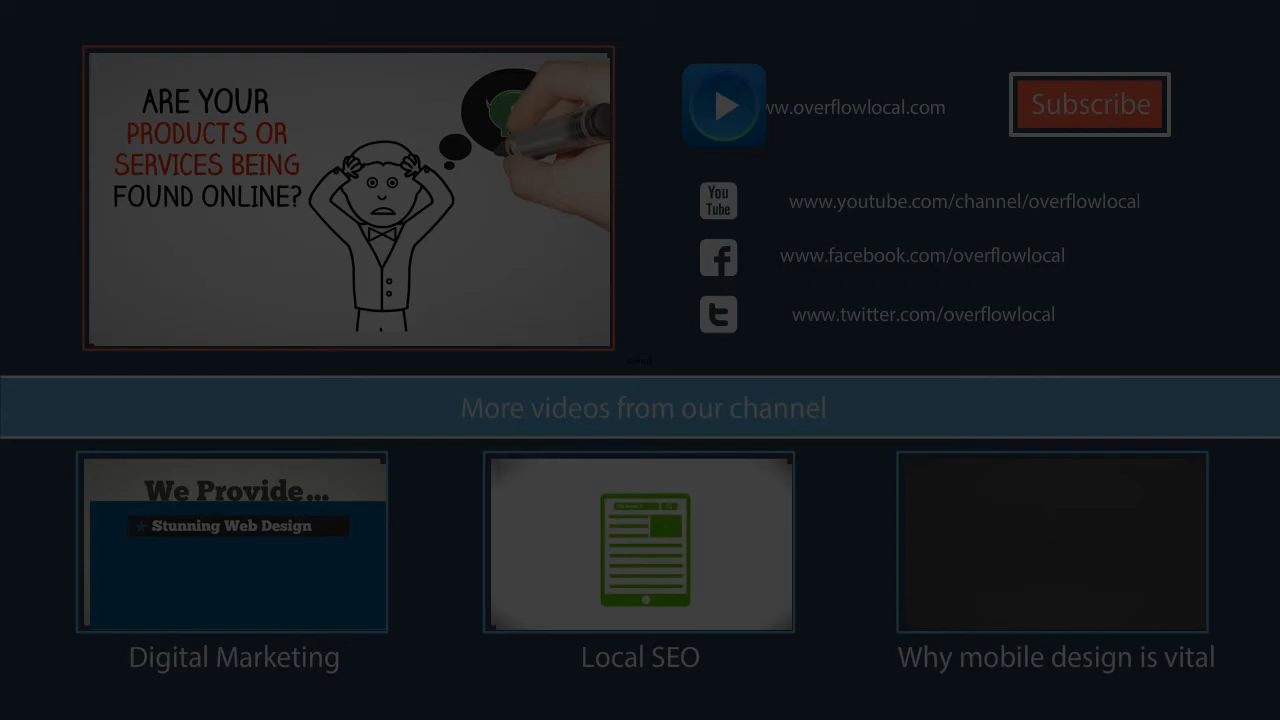 ARE YOUR
PRODUCTS OR
SERVICES BEING
FOUND ONLINE?
ww.overflowlocal.com
Subscribe
You
Tube
www.youtube.com/channel/overflowlocal
www.facebook.com/overflowlocal
www.twitter.com/overflowlocal
More videos from our channel
We Provide...
Stunning Web Design
Digital Marketing
Local SEO
Why mobile design is vital